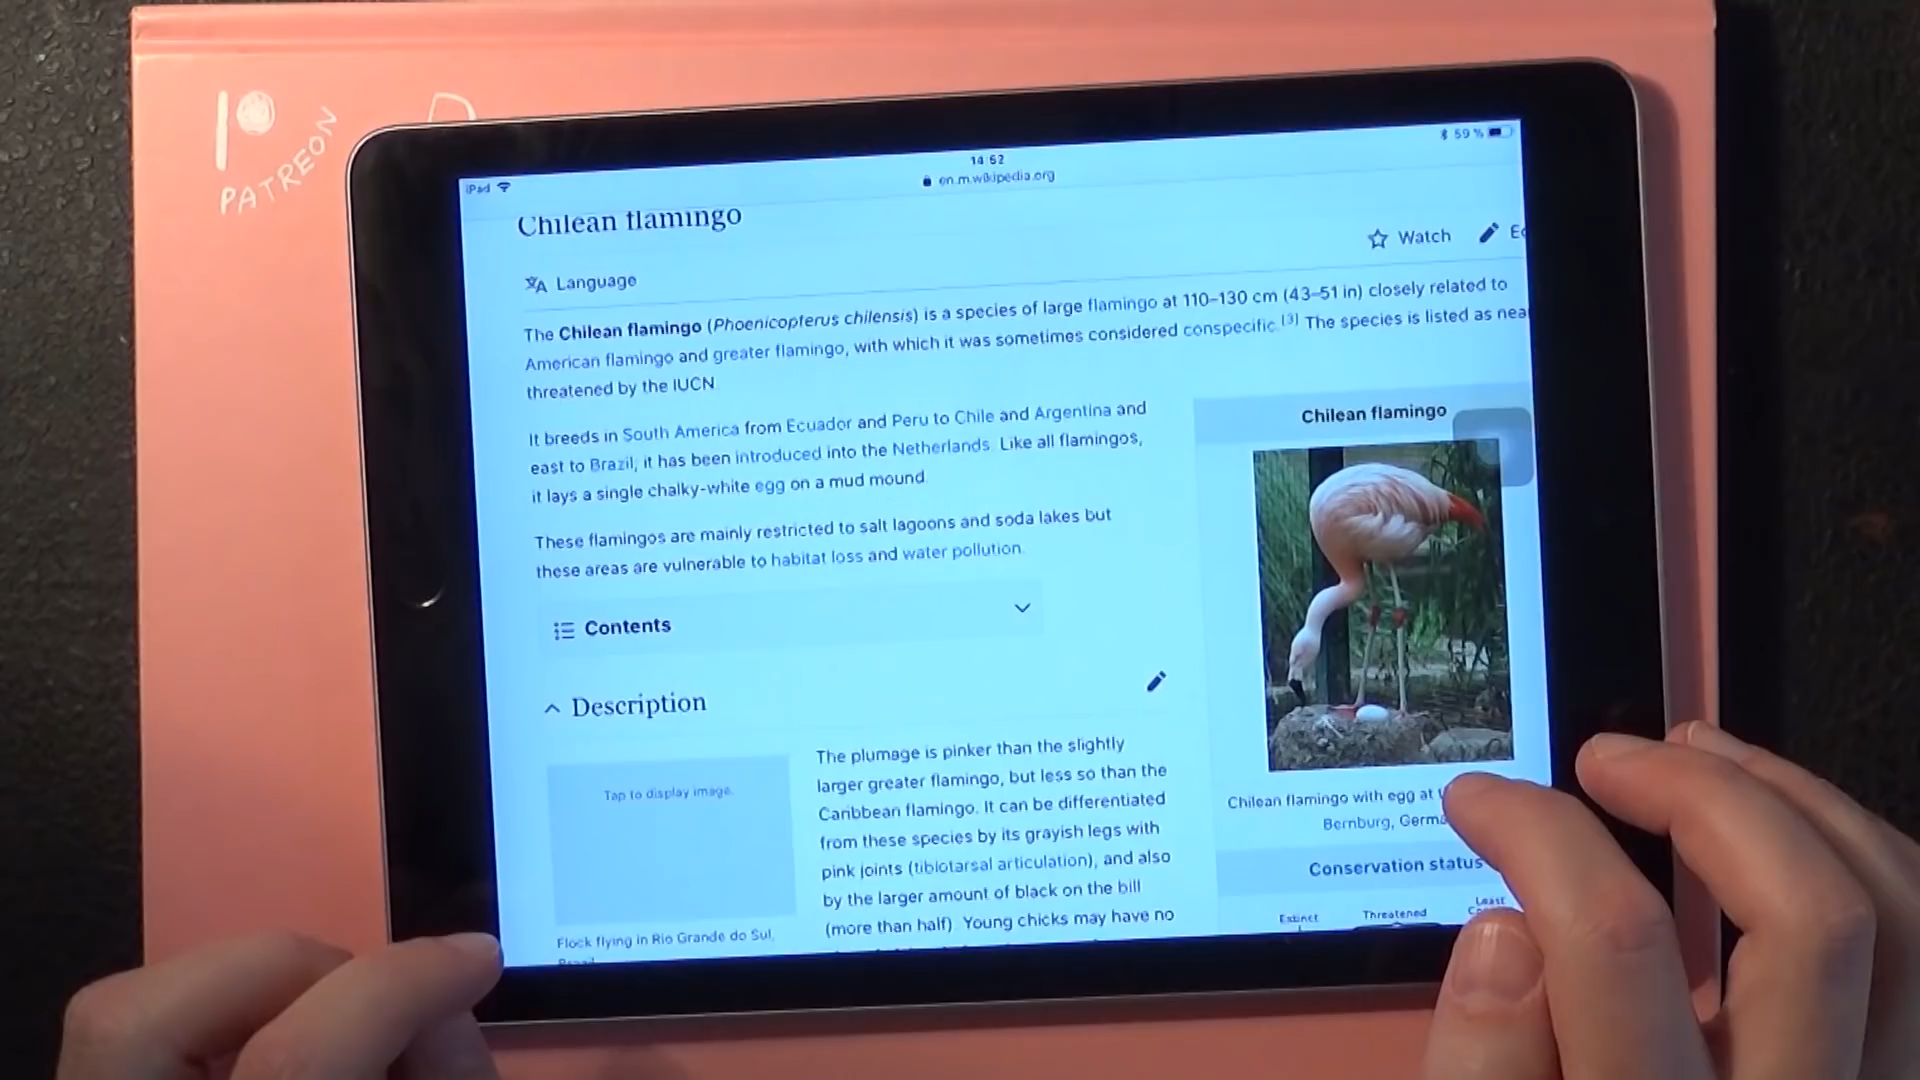 PATREON
iPad
14:52
59 %
en.m.wikipedia.org
Chilean flamingo
Watch
Language
The Chilean flamingo (Phoenicopterus chilensis) is a species of large flamingo at 110–130 cm (43–51 in) closely related to
American flamingo and greater flamingo, with which it was sometimes considered conspecific.[3] The species is listed as near
threatened by the IUCN.
It breeds in South America from Ecuador and Peru to Chile and Argentina and
east to Brazil; it has been introduced into the Netherlands. Like all flamingos,
it lays a single chalky-white egg on a mud mound.
These flamingos are mainly restricted to salt lagoons and soda lakes but
these areas are vulnerable to habitat loss and water pollution.
Contents
Description
Tap to display image.
Flock flying in Rio Grande do Sul,
Brazil
The plumage is pinker than the slightly
larger greater flamingo, but less so than the
Caribbean flamingo. It can be differentiated
from these species by its grayish legs with
pink joints (tibiotarsal articulation), and also
by the larger amount of black on the bill
(more than half). Young chicks may have no
Chilean flamingo
Chilean flamingo with egg at
Bernburg, Germa
Conservation status
Extinct
Threatened
Least